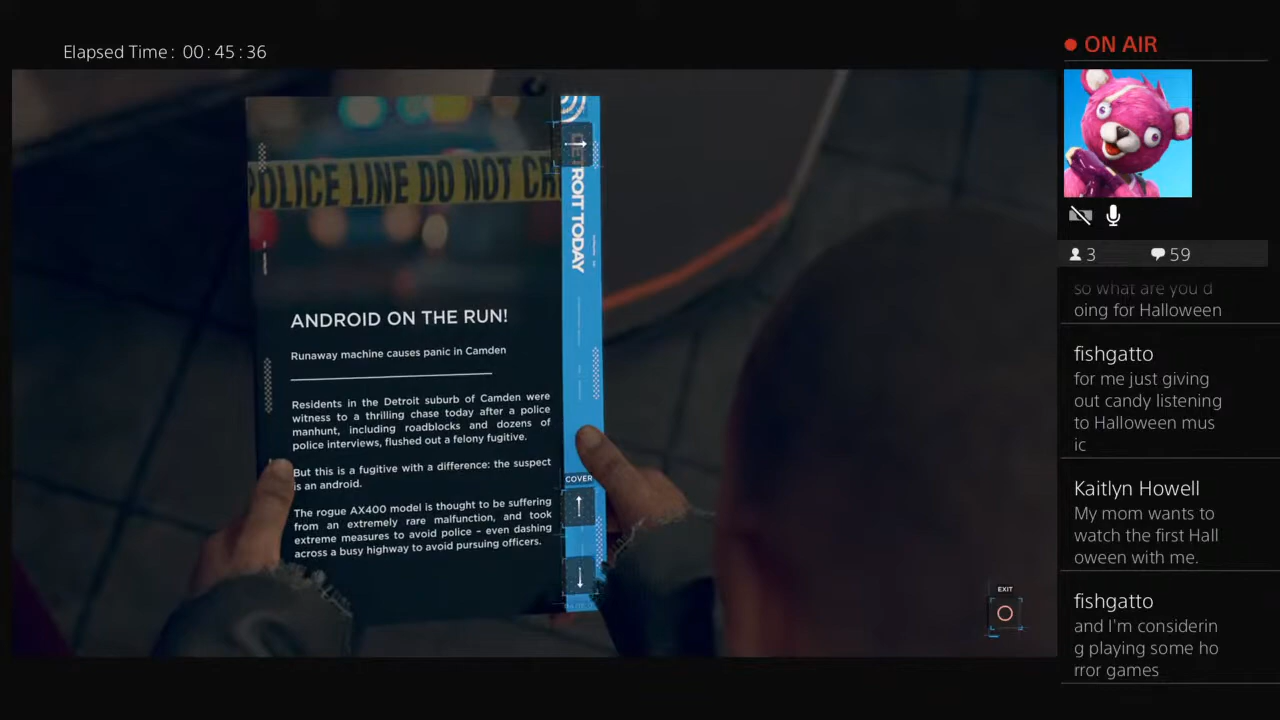 Elapsed Time: 00:45:36
ON AIR
3
59
POLICE LINE DO NOT CR
DETROIT TODAY
ANDROID ON THE RUN!
Runaway machine causes panic in Camden
Residents in the Detroit suburb of Camden were
witness to a thrilling chase today after a police
manhunt, including roadblocks and dozens of
police interviews, flushed out a felony fugitive.
But this is a fugitive with a difference: the suspect
is an android.
The rogue AX400 model is thought to be suffering
from an extremely rare malfunction, and took
extreme measures to avoid police – even dashing
across a busy highway to avoid pursuing officers.
COVER
EXIT
so what are you d
oing for Halloween
fishgatto
for me just giving
out candy listening
to Halloween mus
ic
Kaitlyn Howell
My mom wants to
watch the first Hall
oween with me.
fishgatto
and I'm considerin
g playing some ho
rror games